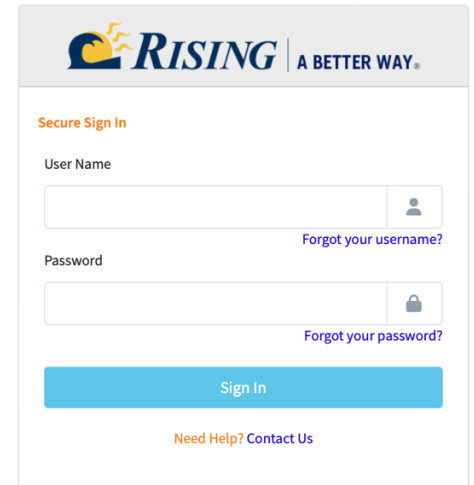 RISING A BETTER WAY®
Secure Sign In
User Name
Forgot your username?
Password
Forgot your password?
Sign In
Need Help? Contact Us